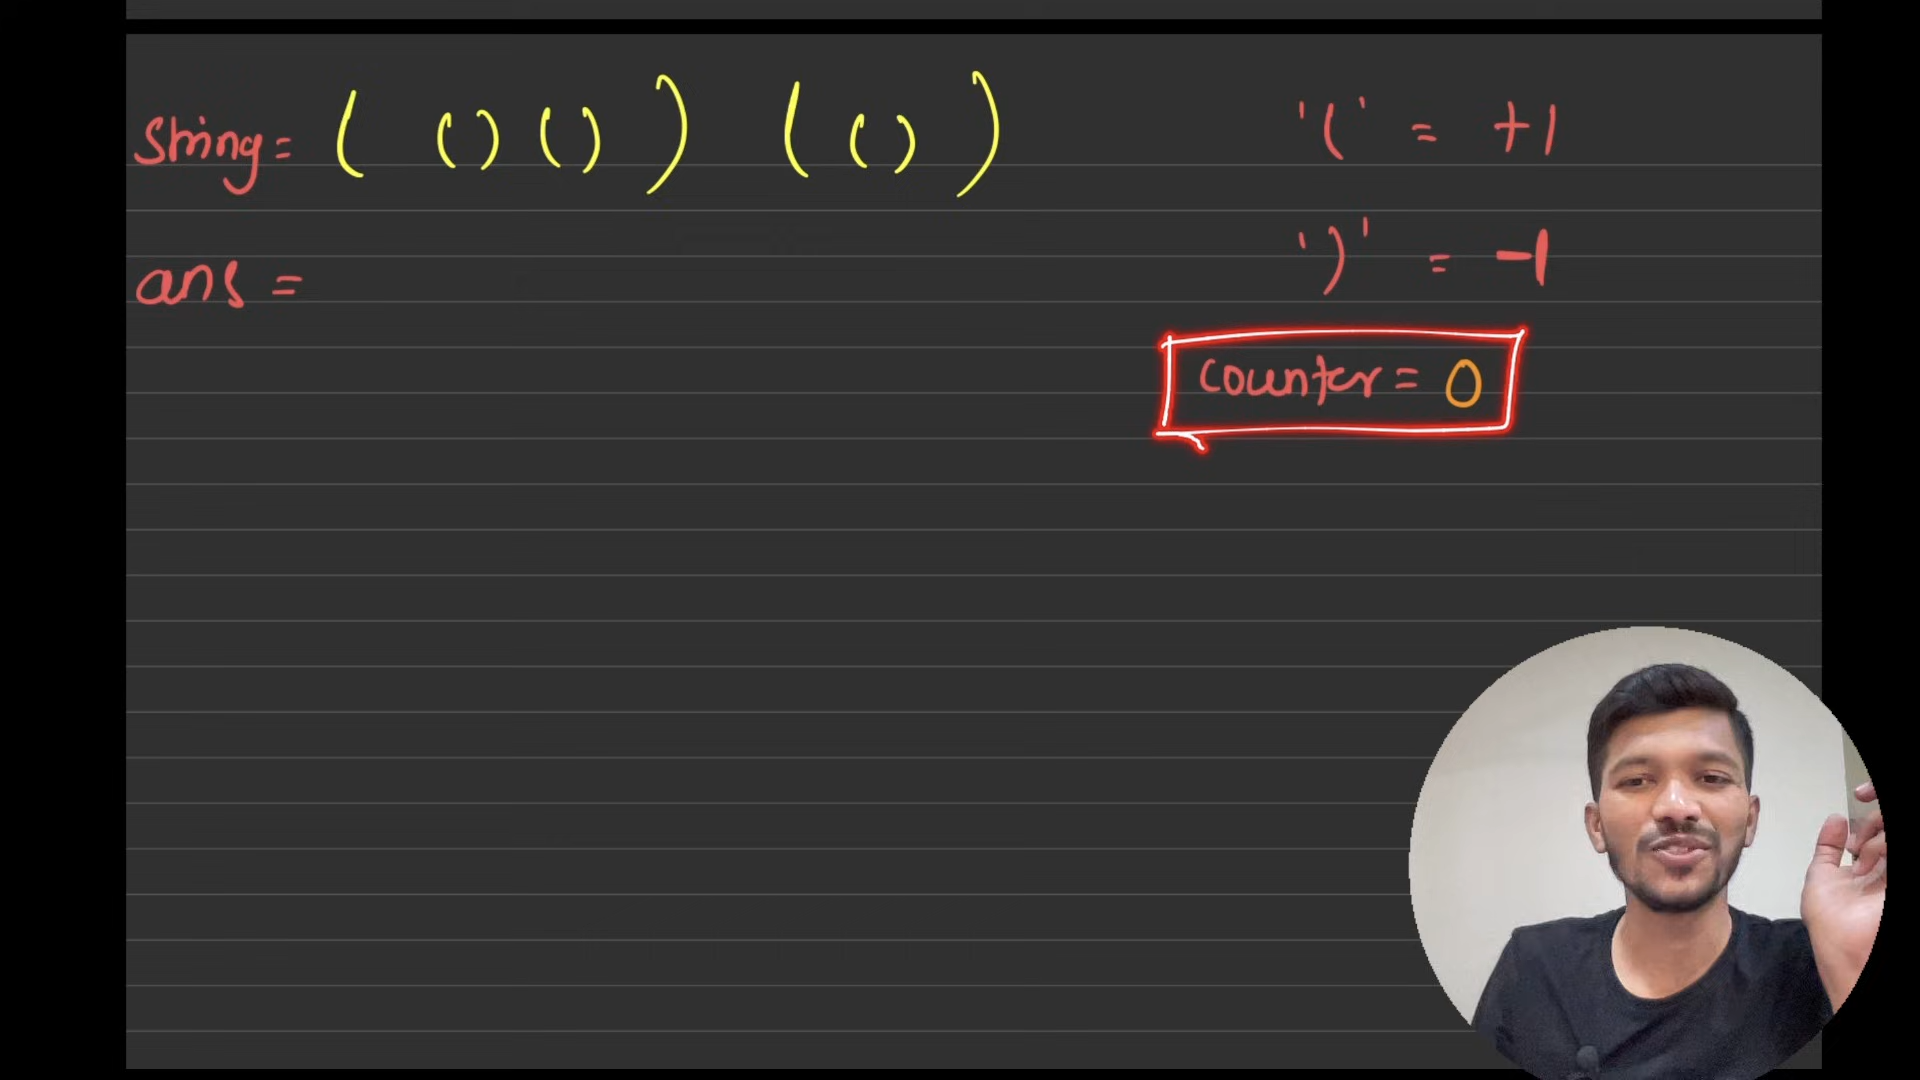 String = ( ( ) ( ) ) ( ( ) )
'(' = +1
ans =
')' = -1
counter = 0